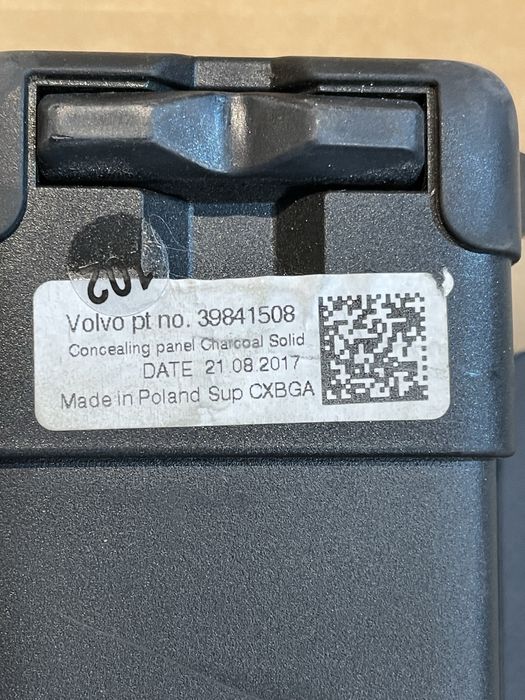 102
Volvo pt no. 39841508
Concealing panel Charcoal Solid
DATE 21.08.2017
Made in Poland Sup CXBGA